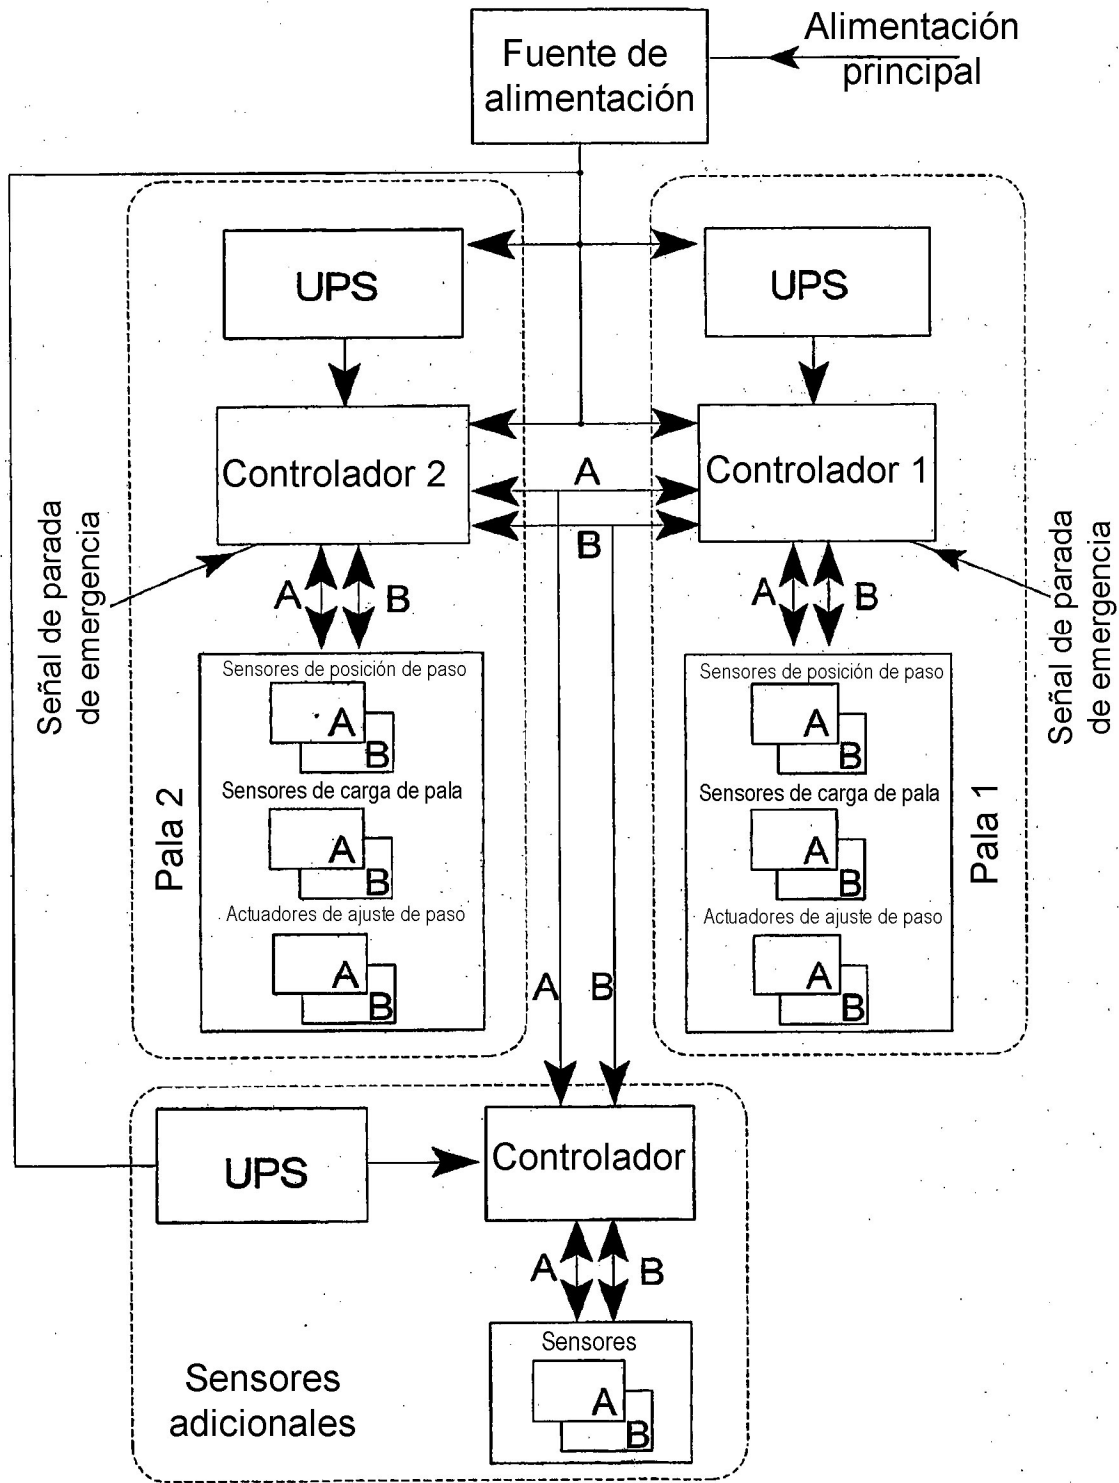 Fuente de
alimentación
Alimentación
principal
UPS
UPS
Controlador 2
Controlador 1
A
B
Señal de parada
de emergencia
A
B
A
B
Señal de parada
de emergencia
Pala 2
Sensores de posición de paso
A
B
Sensores de carga de pala
A
B
Actuadores de ajuste de paso
A
B
Sensores de posición de paso
A
B
Sensores de carga de pala
A
B
Actuadores de ajuste de paso
A
B
Pala 1
A
B
UPS
Controlador
A
B
Sensores
A
B
Sensores
adicionales